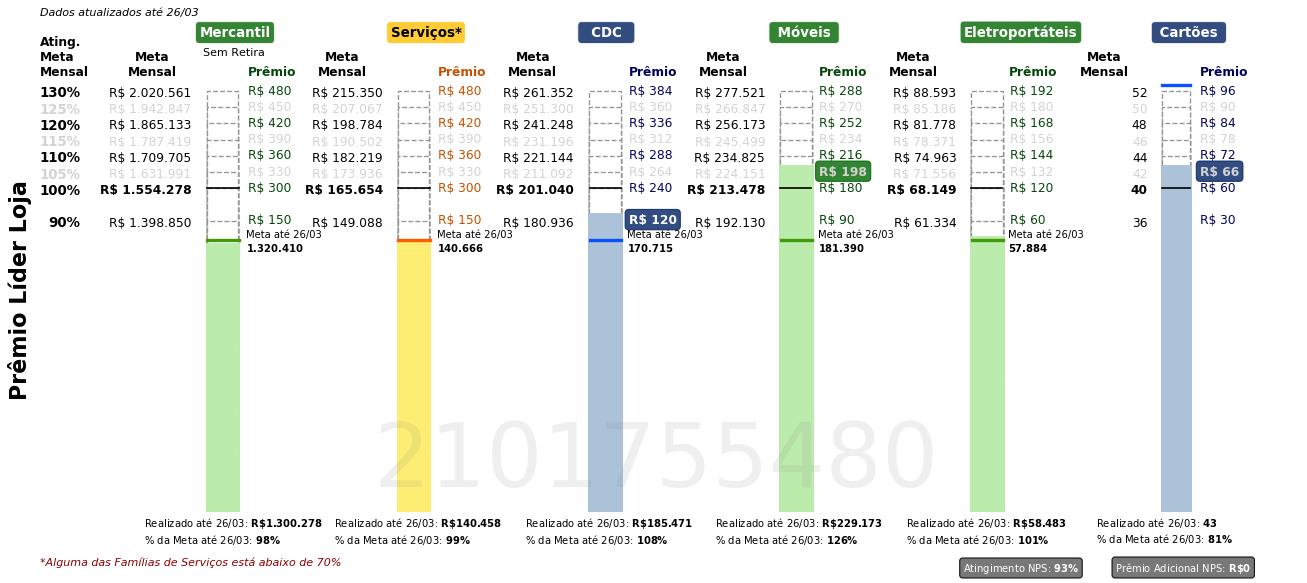 Dados atualizados até 26/03
Mercantil Serviços* CDC Móveis Eletroportáteis Cartões
Sem Retira
Ating. Meta Mensal
Meta Mensal Prêmio Meta Mensal Prêmio Meta Mensal Prêmio Meta Mensal Prêmio Meta Mensal Prêmio Meta Mensal Prêmio
130% R$ 2.020.561 R$ 480 R$ 215.350 R$ 480 R$ 261.352 R$ 384 R$ 277.521 R$ 288 R$ 88.593 R$ 192 52 R$ 96
125% R$ 1.942.847 R$ 450 R$ 207.067 R$ 450 R$ 251.300 R$ 360 R$ 266.847 R$ 270 R$ 85.186 R$ 180 50 R$ 90
120% R$ 1.865.133 R$ 420 R$ 198.784 R$ 420 R$ 241.248 R$ 336 R$ 256.173 R$ 252 R$ 81.778 R$ 168 48 R$ 84
115% R$ 1.787.419 R$ 390 R$ 190.502 R$ 390 R$ 231.196 R$ 312 R$ 245.499 R$ 234 R$ 78.371 R$ 156 46 R$ 78
110% R$ 1.709.705 R$ 360 R$ 182.219 R$ 360 R$ 221.144 R$ 288 R$ 234.825 R$ 216 R$ 74.963 R$ 144 44 R$ 72
105% R$ 1.631.991 R$ 330 R$ 173.936 R$ 330 R$ 211.092 R$ 264 R$ 224.151 R$ 198 R$ 71.556 R$ 132 42 R$ 66
100% R$ 1.554.278 R$ 300 R$ 165.654 R$ 300 R$ 201.040 R$ 240 R$ 213.478 R$ 180 R$ 68.149 R$ 120 40 R$ 60
90% R$ 1.398.850 R$ 150 R$ 149.088 R$ 150 R$ 180.936 R$ 120 R$ 192.130 R$ 90 R$ 61.334 R$ 60 36 R$ 30
Meta até 26/03 Meta até 26/03 Meta até 26/03 Meta até 26/03 Meta até 26/03
1.320.410 140.666 170.715 181.390 57.884
Prêmio Líder Loja
2101755480
Realizado até 26/03: R$1.300.278 Realizado até 26/03: R$140.458 Realizado até 26/03: R$185.471 Realizado até 26/03: R$229.173 Realizado até 26/03: R$58.483 Realizado até 26/03: 43
% da Meta até 26/03: 98% % da Meta até 26/03: 99% % da Meta até 26/03: 108% % da Meta até 26/03: 126% % da Meta até 26/03: 101% % da Meta até 26/03: 81%
*Alguma das Famílias de Serviços está abaixo de 70%
Atingimento NPS: 93% Prêmio Adicional NPS: R$0